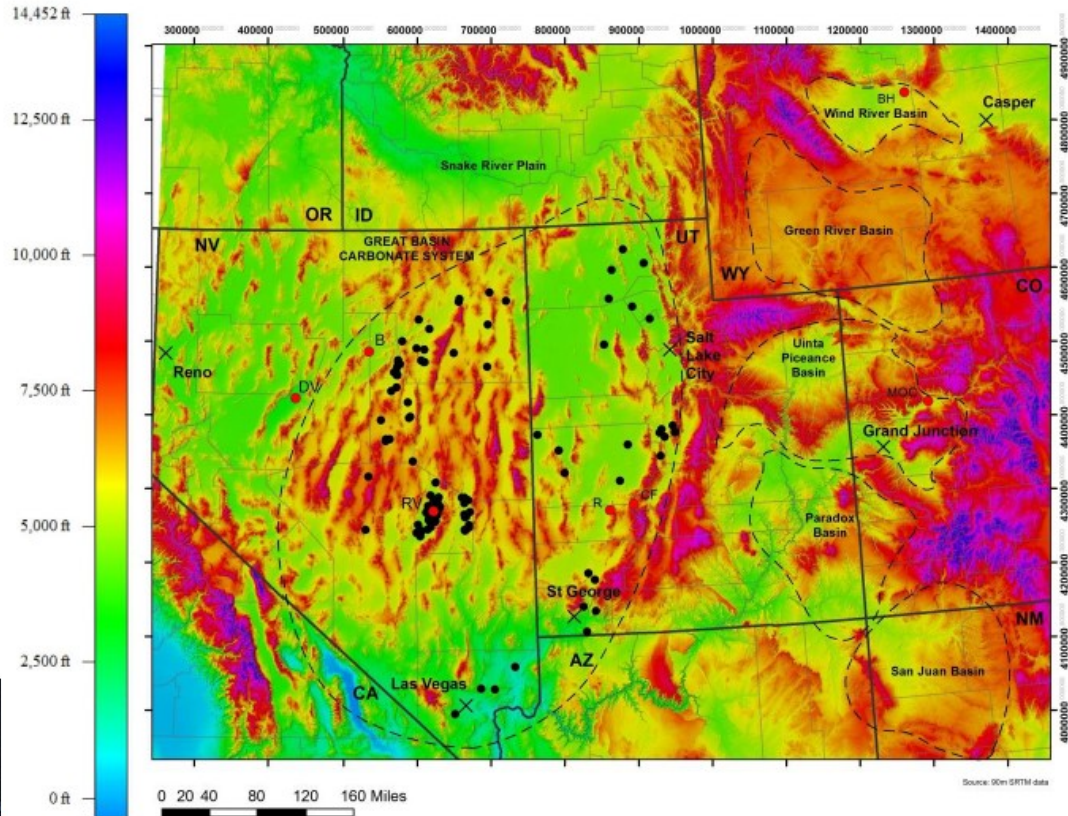 14,452 ft
12,500 ft
10,000 ft
7,500 ft
5,000 ft
2,500 ft
0 ft
300000
400000
500000
600000
700000
800000
900000
1000000
1100000
1200000
1300000
1400000
4900000
4800000
4700000
4600000
4500000
4400000
4300000
4200000
4100000
4000000
BH
Wind River Basin
Casper
Snake River Plain
OR
ID
NV
GREAT BASIN
CARBONATE SYSTEM
UT
Green River Basin
WY
CO
B
Reno
DV
Salt
Lake
City
Uinta
Piceance
Basin
MOC
Grand Junction
RV
R
CF
Paradox
Basin
St George
AZ
NM
San Juan Basin
CA
Las Vegas
Source: 90m SRTM data
0 20 40 80 120 160 Miles